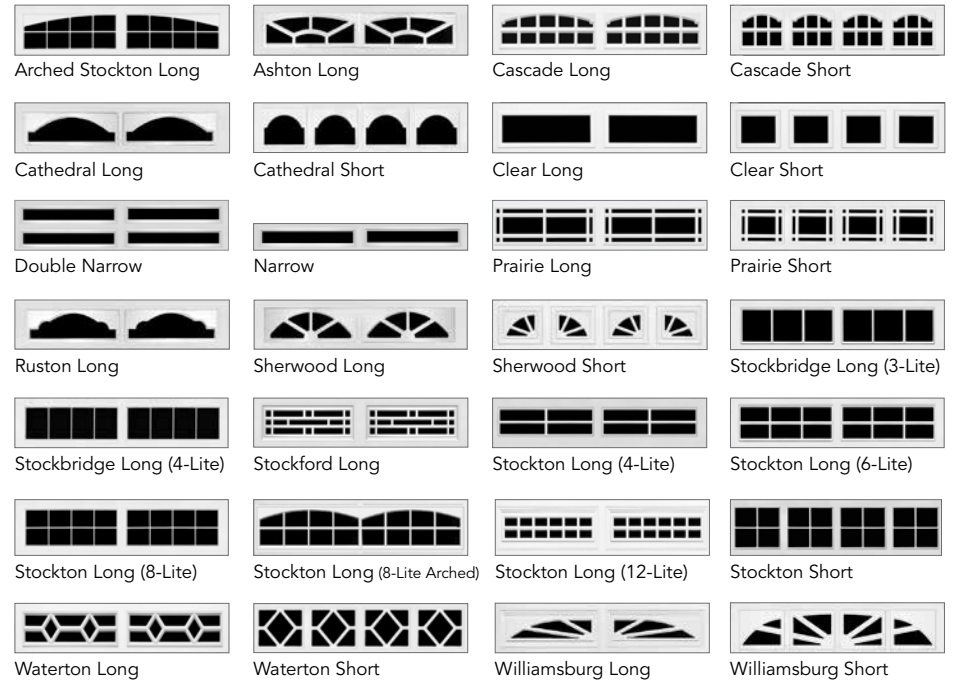 Arched Stockton Long
Ashton Long
Cascade Long
Cascade Short
Cathedral Long
Cathedral Short
Clear Long
Clear Short
Double Narrow
Narrow
Prairie Long
Prairie Short
Ruston Long
Sherwood Long
Sherwood Short
Stockbridge Long (3-Lite)
Stockbridge Long (4-Lite)
Stockford Long
Stockton Long (4-Lite)
Stockton Long (6-Lite)
Stockton Long (8-Lite)
Stockton Long (8-Lite Arched)
Stockton Long (12-Lite)
Stockton Short
Waterton Long
Waterton Short
Williamsburg Long
Williamsburg Short